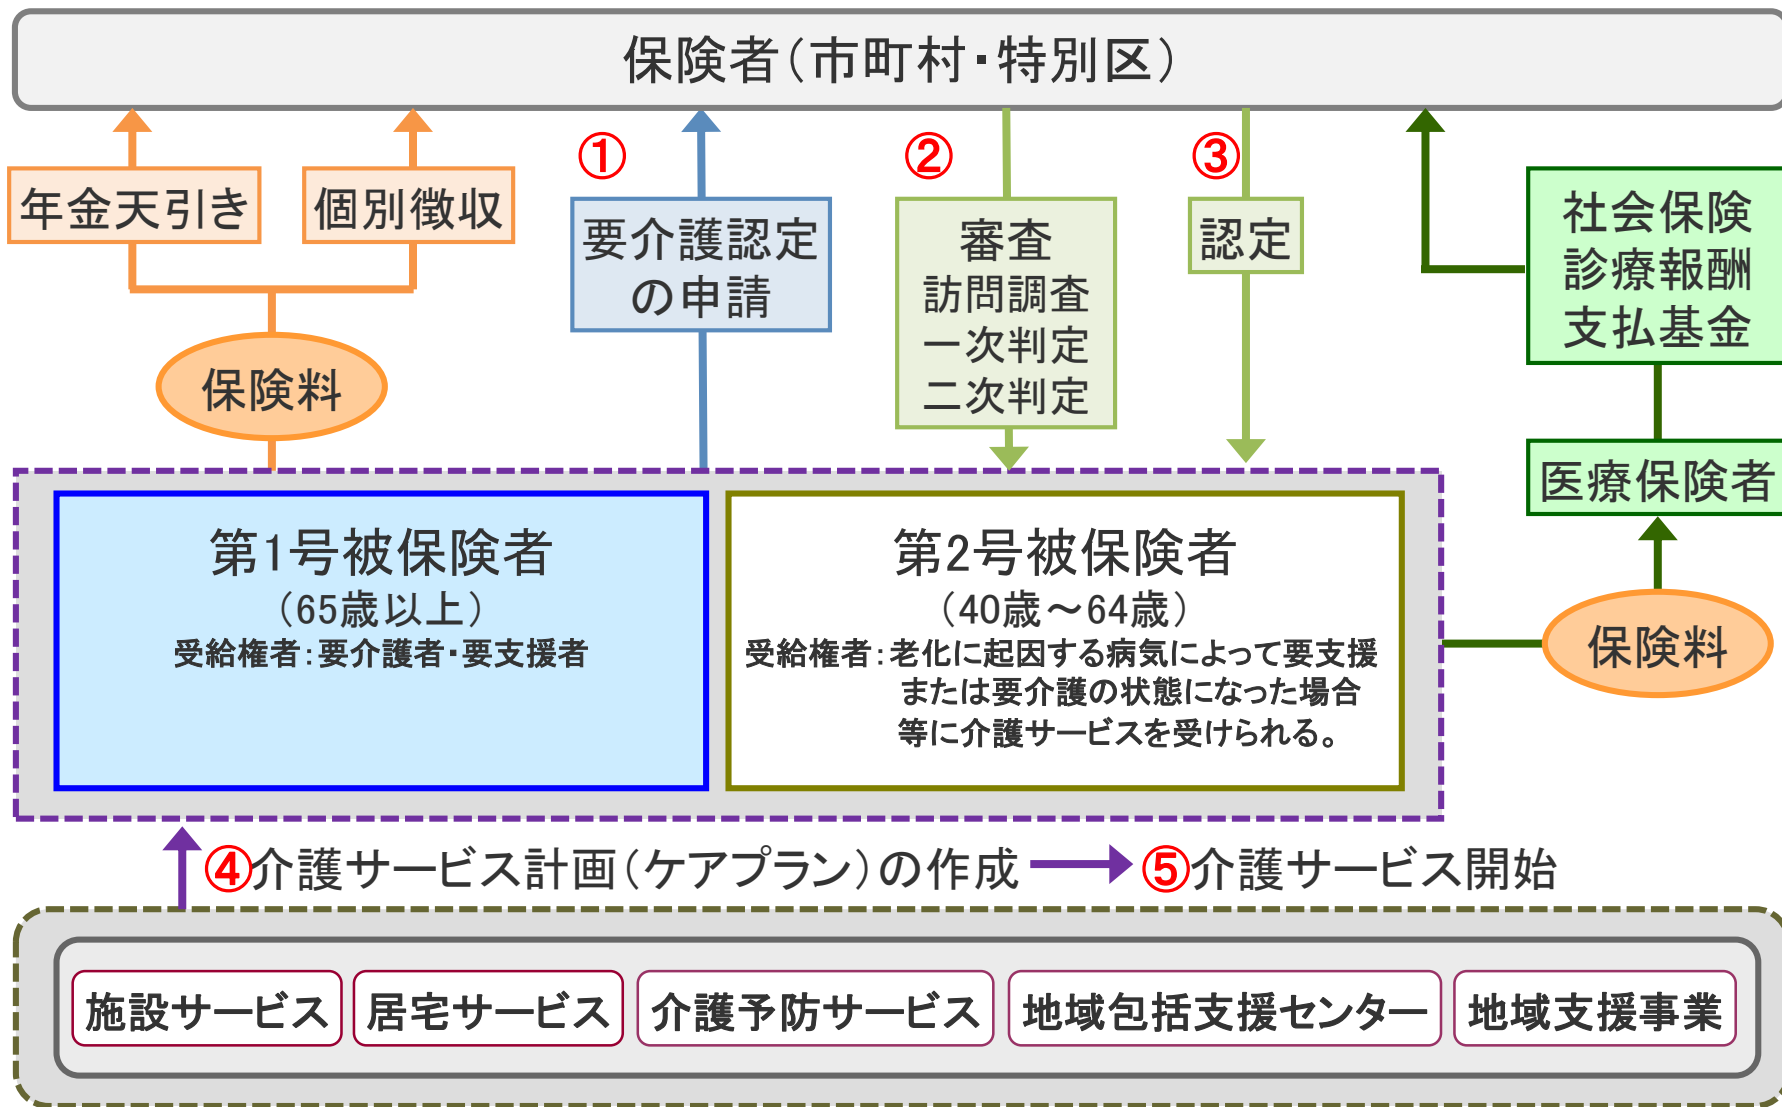 保険者（市町村・特別区）
①
②
③
年金天引き
個別徴収
要介護認定
の申請
審査
訪問調査
一次判定
二次判定
認定
社会保険
診療報酬
支払基金
保険料
医療保険者
第1号被保険者
（65歳以上）
受給権者：要介護者・要支援者
第2号被保険者
（40歳～64歳）
受給権者：老化に起因する病気によって要支援
または要介護の状態になった場合
等に介護サービスを受けられる。
保険料
④介護サービス計画（ケアプラン）の作成
⑤介護サービス開始
施設サービス
居宅サービス
介護予防サービス
地域包括支援センター
地域支援事業